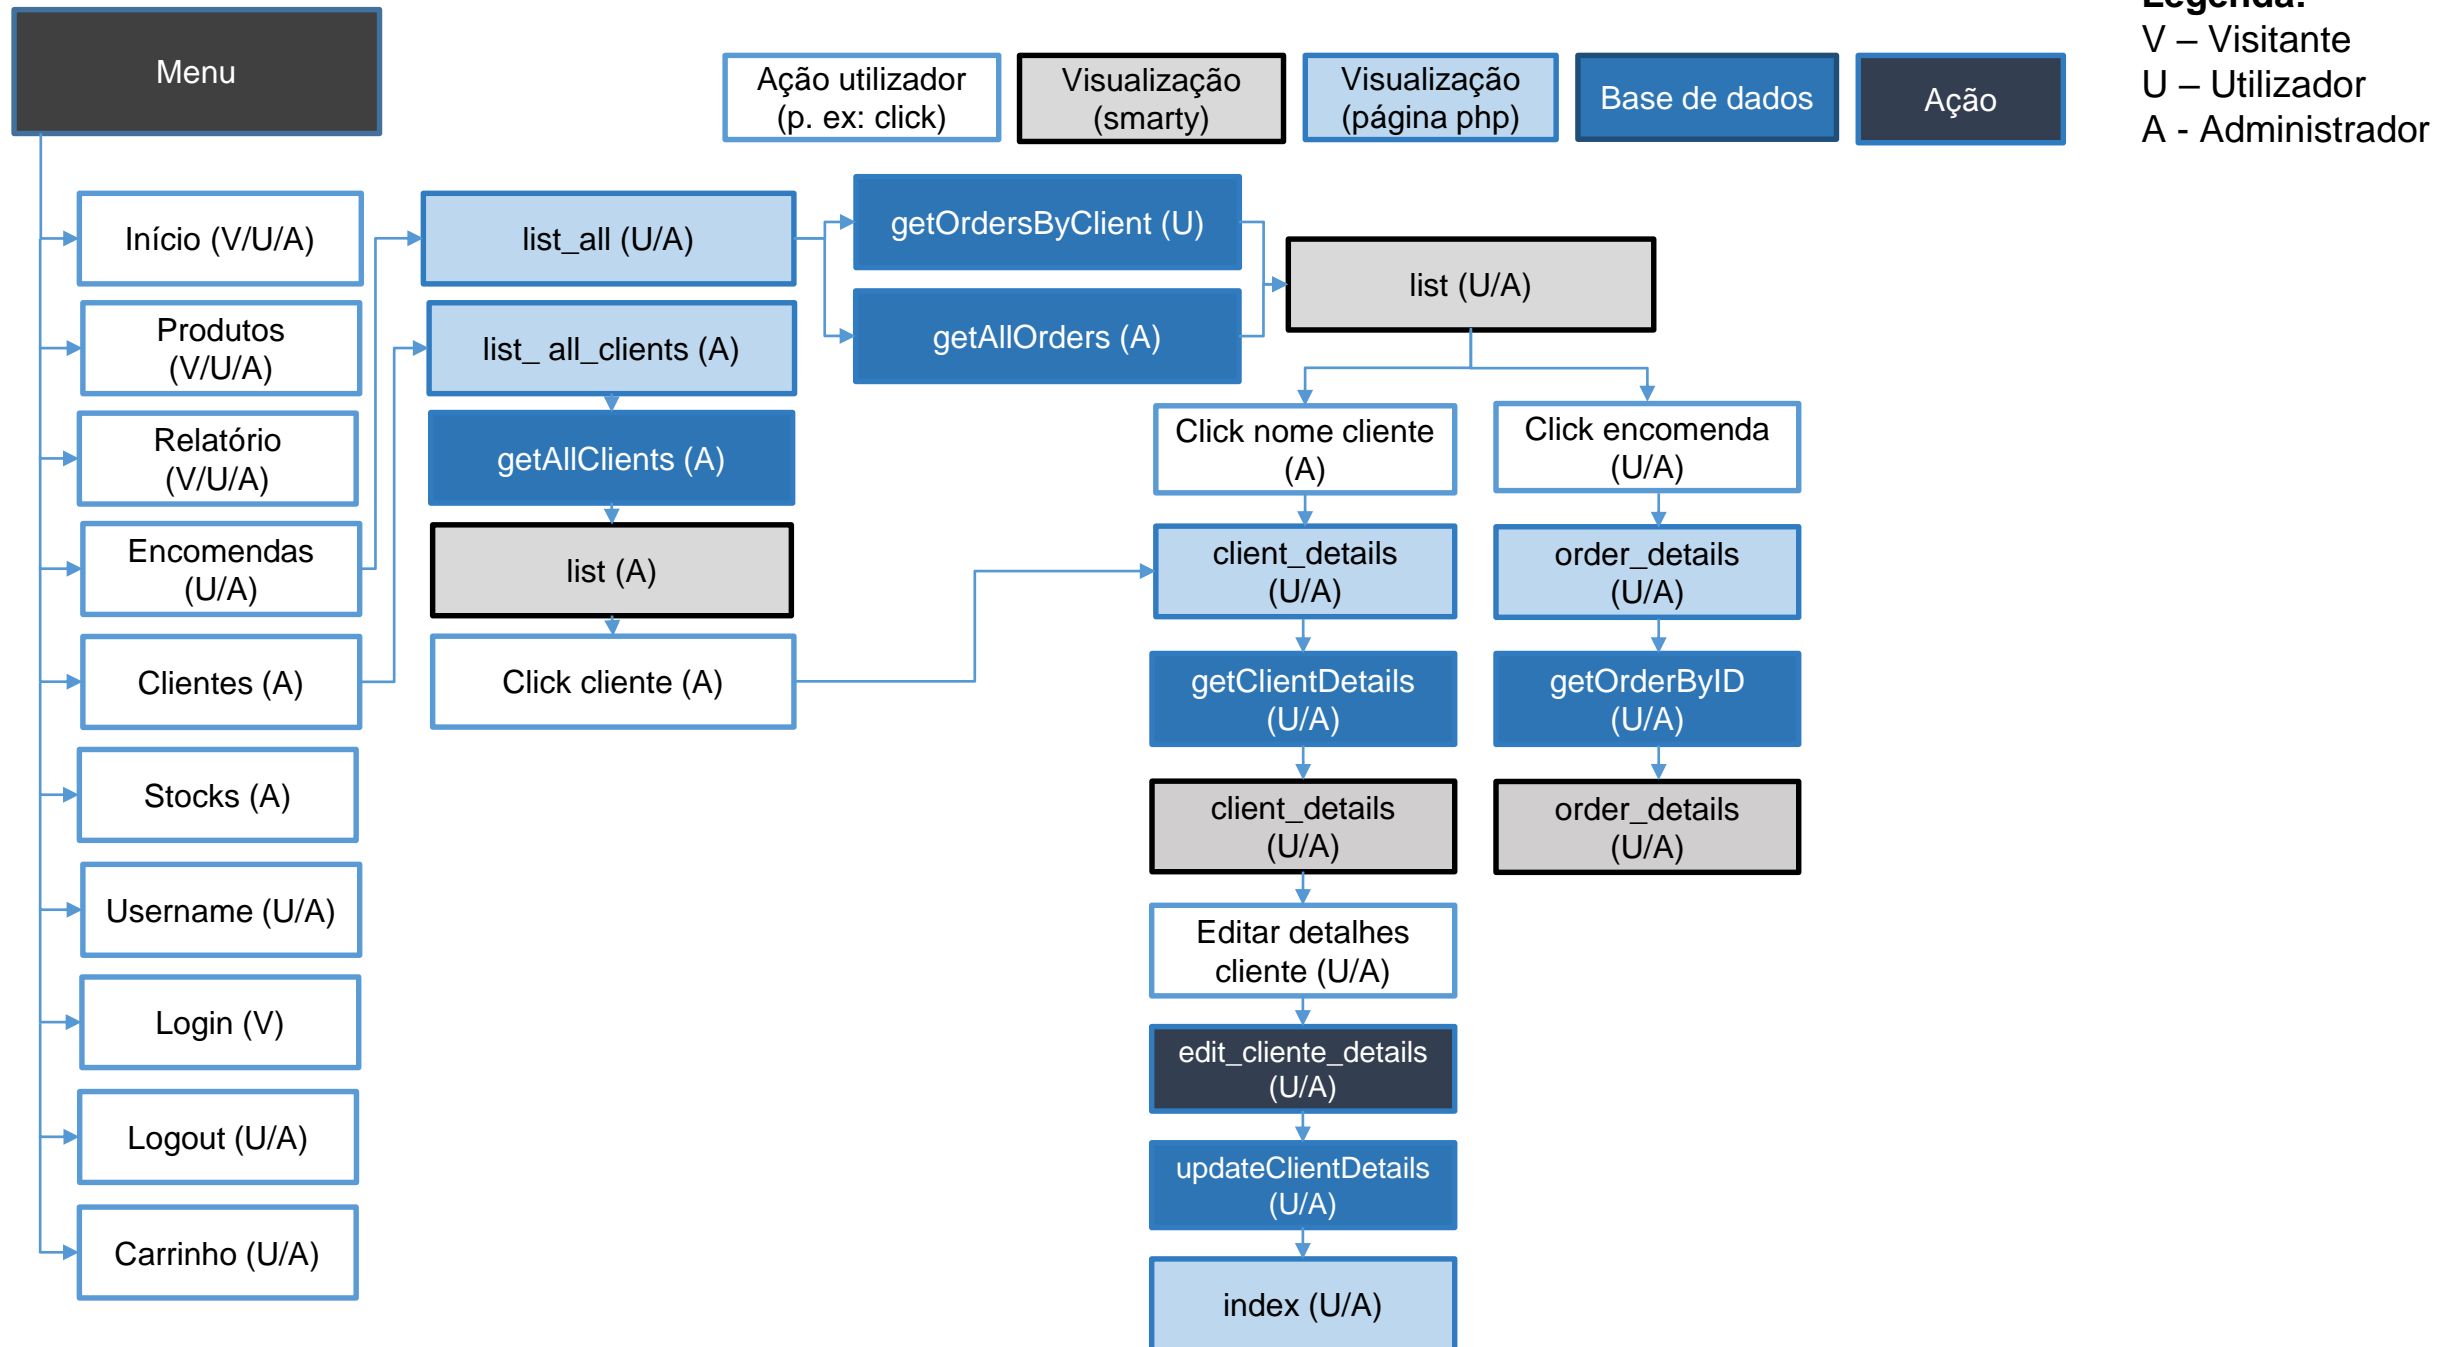 Menu
Ação utilizador
(p. ex: click)
Visualização
(smarty)
Visualização
(página php)
Base de dados
Ação
Legenda:
V – Visitante
U – Utilizador
A - Administrador
Início (V/U/A)
Produtos
(V/U/A)
Relatório
(V/U/A)
Encomendas
(U/A)
Clientes (A)
Stocks (A)
Username (U/A)
Login (V)
Logout (U/A)
Carrinho (U/A)
list_all (U/A)
list_ all_clients (A)
getAllClients (A)
list (A)
Click cliente (A)
getOrdersByClient (U)
getAllOrders (A)
list (U/A)
Click nome cliente
(A)
client_details
(U/A)
getClientDetails
(U/A)
client_details
(U/A)
Editar detalhes
cliente (U/A)
edit_cliente_details
(U/A)
updateClientDetails
(U/A)
index (U/A)
Click encomenda
(U/A)
order_details
(U/A)
getOrderByID
(U/A)
order_details
(U/A)